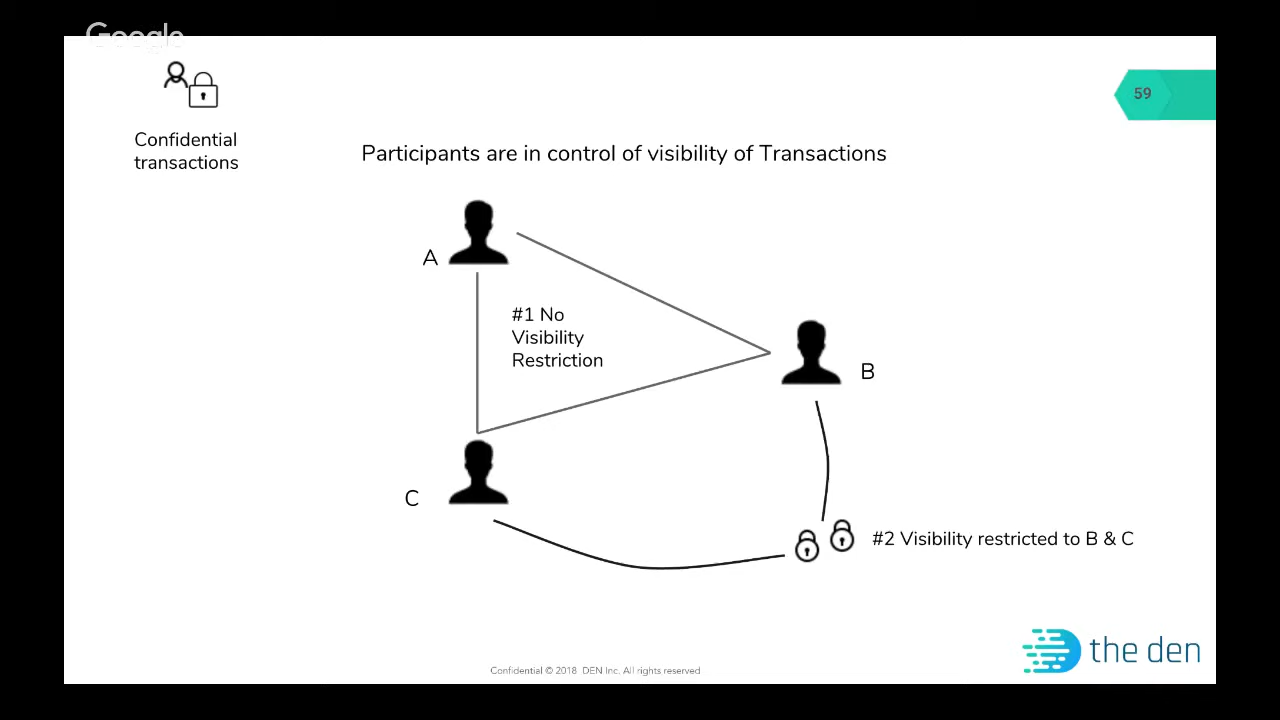 Google
59
Confidential
transactions
Participants are in control of visibility of Transactions
A
#1 No
Visibility
Restriction
B
C
#2 Visibility restricted to B & C
the den
Confidential © 2018 DEN Inc. All rights reserved